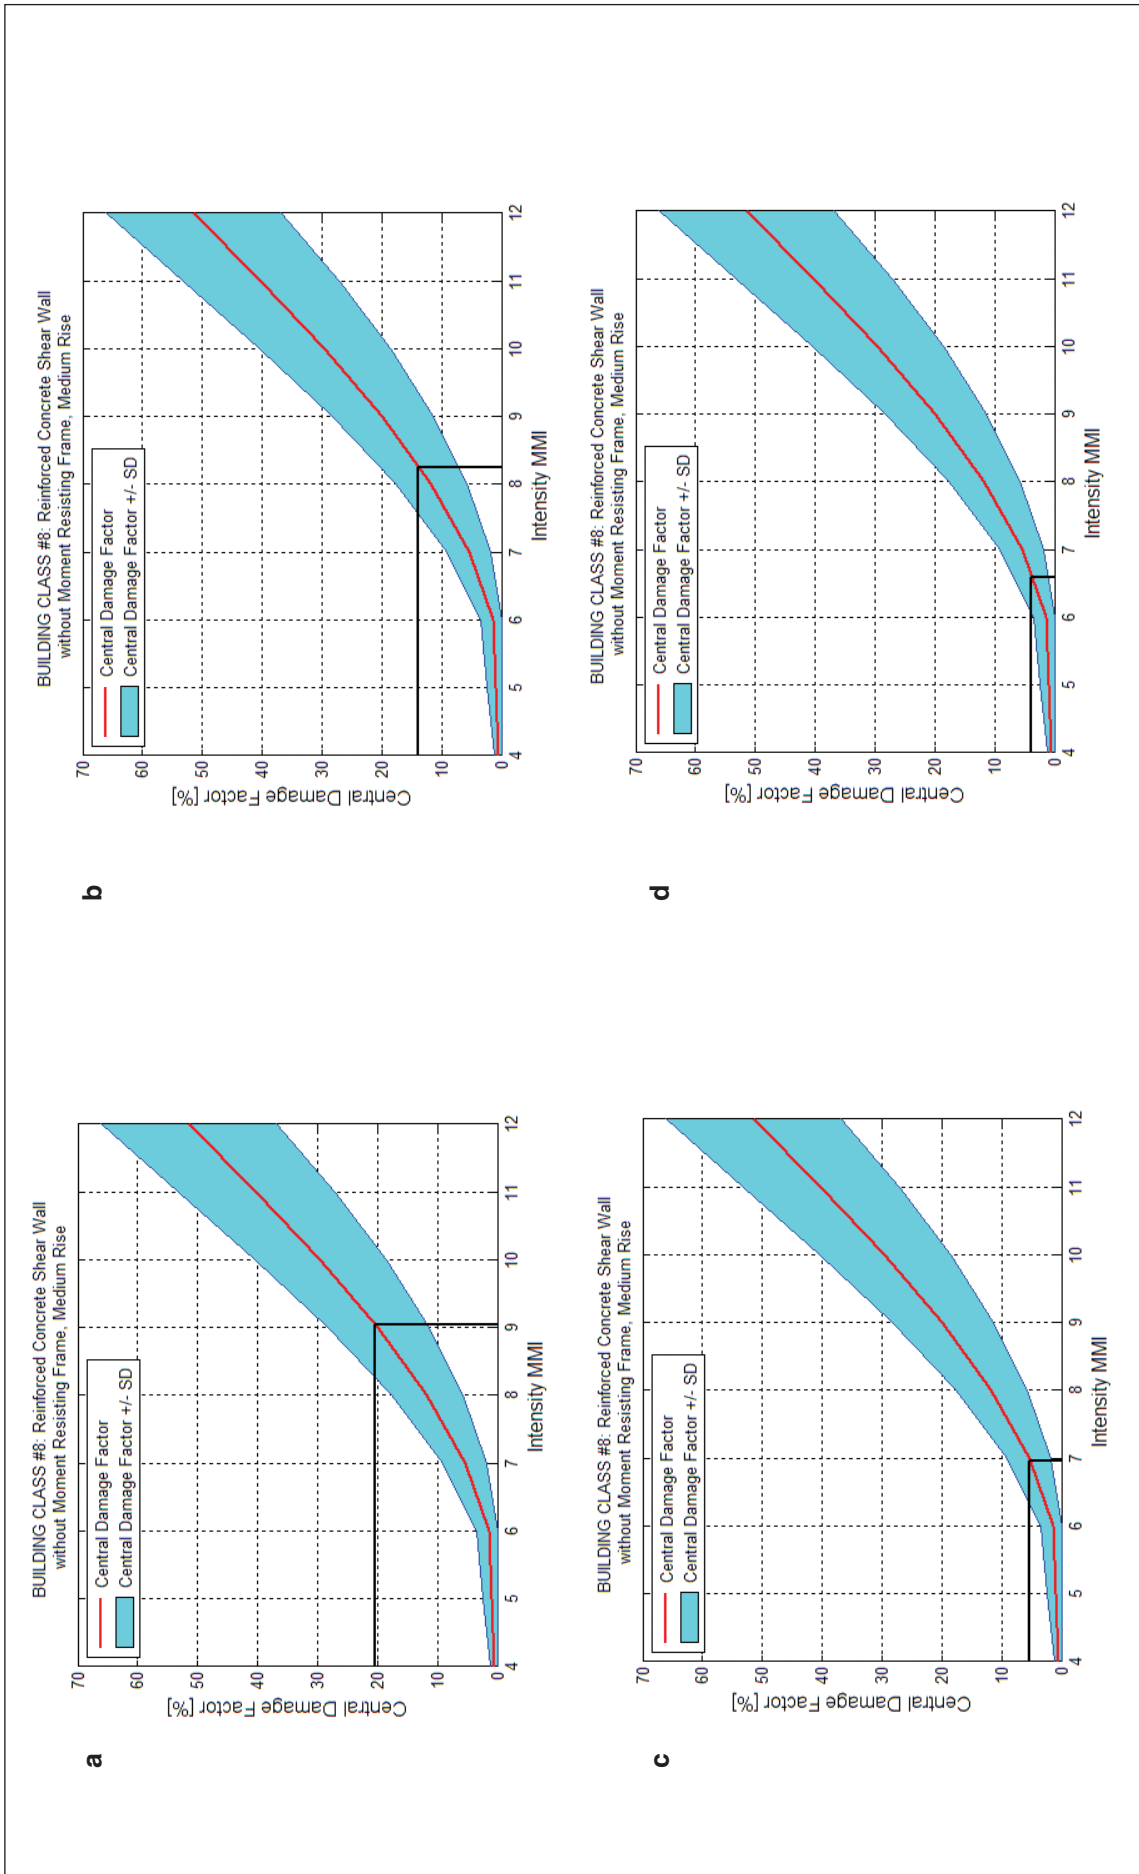 a
BUILDING CLASS #8: Reinforced Concrete Shear Wall
without Moment Resisting Frame, Medium Rise
Central Damage Factor
Central Damage Factor +/- SD
Central Damage Factor [%]
70
60
50
40
30
20
10
0
4 5 6 7 8 9 10 11 12
Intensity MMI
b
BUILDING CLASS #8: Reinforced Concrete Shear Wall
without Moment Resisting Frame, Medium Rise
Central Damage Factor
Central Damage Factor +/- SD
Central Damage Factor [%]
70
60
50
40
30
20
10
0
4 5 6 7 8 9 10 11 12
Intensity MMI
c
BUILDING CLASS #8: Reinforced Concrete Shear Wall
without Moment Resisting Frame, Medium Rise
Central Damage Factor
Central Damage Factor +/- SD
Central Damage Factor [%]
70
60
50
40
30
20
10
0
4 5 6 7 8 9 10 11 12
Intensity MMI
d
BUILDING CLASS #8: Reinforced Concrete Shear Wall
without Moment Resisting Frame, Medium Rise
Central Damage Factor
Central Damage Factor +/- SD
Central Damage Factor [%]
70
60
50
40
30
20
10
0
4 5 6 7 8 9 10 11 12
Intensity MMI